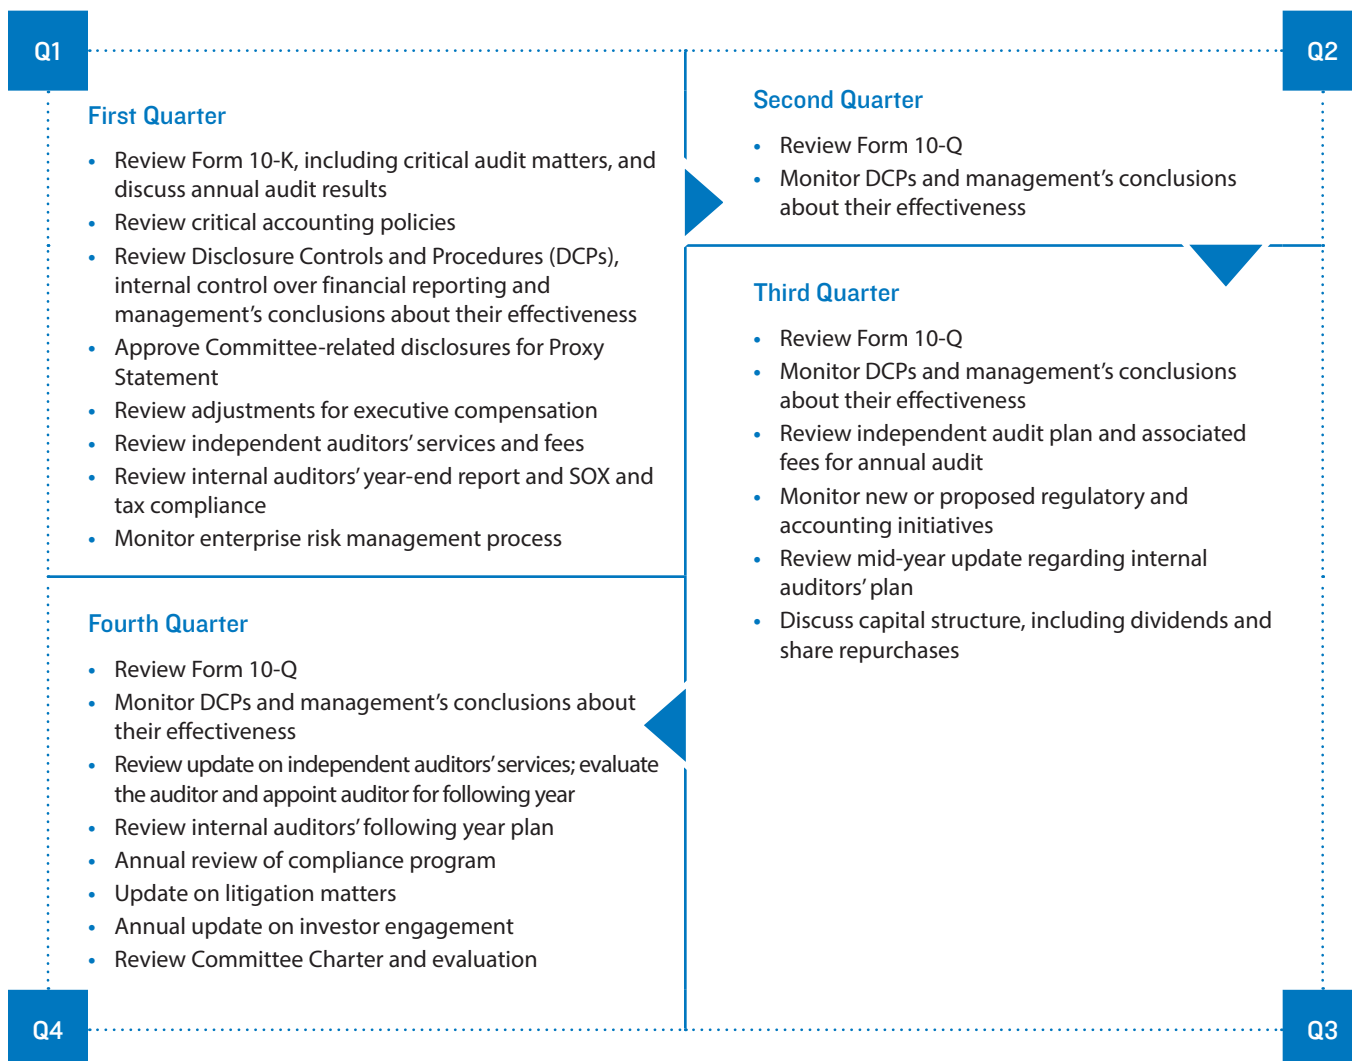 Q1
First Quarter
• Review Form 10-K, including critical audit matters, and
discuss annual audit results
• Review critical accounting policies
• Review Disclosure Controls and Procedures (DCPs),
internal control over financial reporting and
management’s conclusions about their effectiveness
• Approve Committee-related disclosures for Proxy
Statement
• Review adjustments for executive compensation
• Review independent auditors’ services and fees
• Review internal auditors’ year-end report and SOX and
tax compliance
• Monitor enterprise risk management process
Q2
Second Quarter
• Review Form 10-Q
• Monitor DCPs and management’s conclusions
about their effectiveness
Third Quarter
• Review Form 10-Q
• Monitor DCPs and management’s conclusions
about their effectiveness
• Review independent audit plan and associated
fees for annual audit
• Monitor new or proposed regulatory and
accounting initiatives
• Review mid-year update regarding internal
auditors’ plan
• Discuss capital structure, including dividends and
share repurchases
Q3
Fourth Quarter
• Review Form 10-Q
• Monitor DCPs and management’s conclusions about
their effectiveness
• Review update on independent auditors’ services; evaluate
the auditor and appoint auditor for following year
• Review internal auditors’ following year plan
• Annual review of compliance program
• Update on litigation matters
• Annual update on investor engagement
• Review Committee Charter and evaluation
Q4